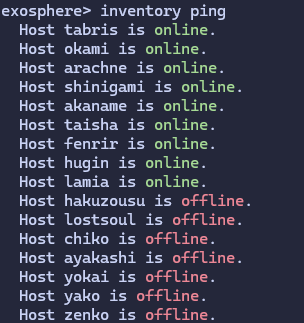 exosphere> inventory ping
Host tabris is online.
Host okami is online.
Host arachne is online.
Host shinigami is online.
Host akaname is online.
Host taisha is online.
Host fenrir is online.
Host hugin is online.
Host lamia is online.
Host hakuzousu is offline.
Host lostsoul is offline.
Host chiko is offline.
Host ayakashi is offline.
Host yokai is offline.
Host yako is offline.
Host zenko is offline.